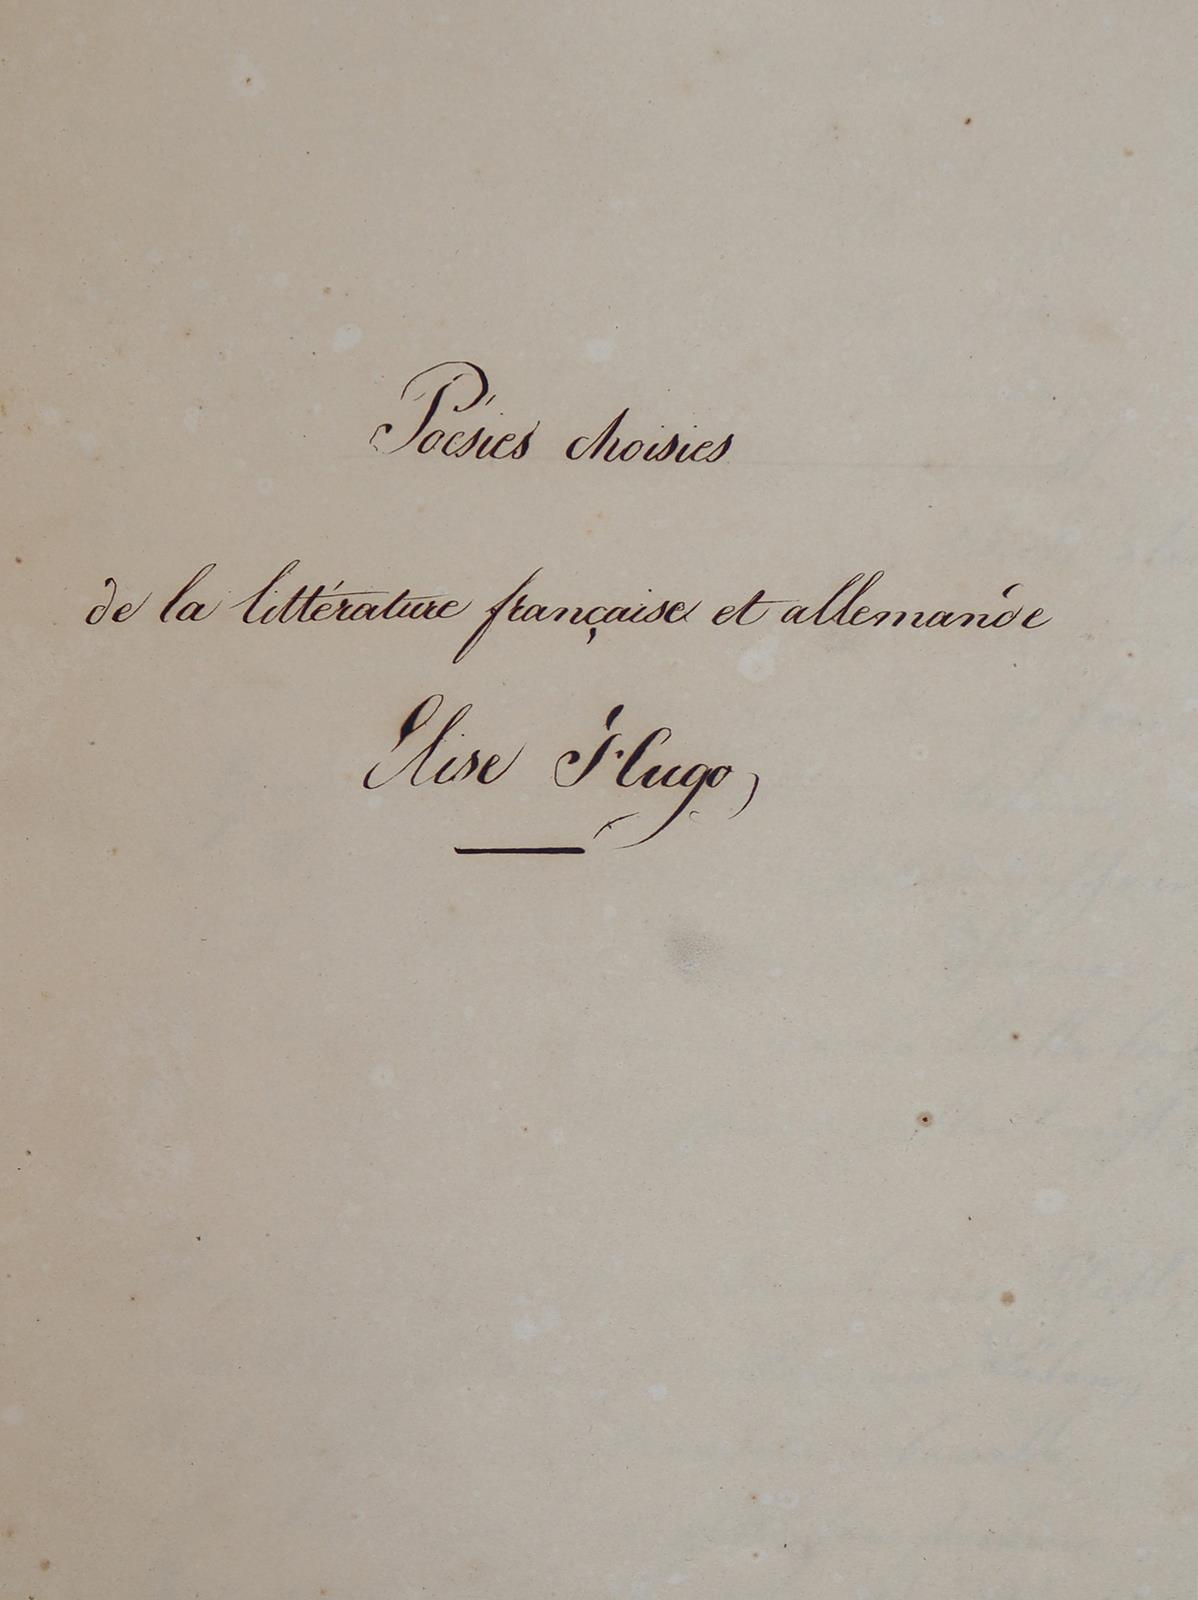 Poésies choisies
de la littérature française et allemande
Elise Hugo